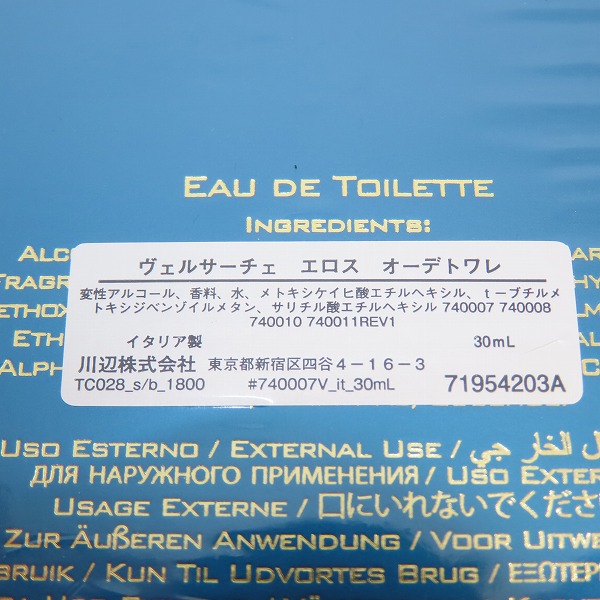 EAU DE TOILETTE
INGREDIENTS:
ヴェルサーチェ エロス オーデトワレ
変性アルコール、香料、水、メトキシケイヒ酸エチルヘキシル、t－ブチルメ
トキシジベンゾイルメタン、サリチル酸エチルヘキシル 740007 740008
740010 740011REV1
イタリア製 30mL
川辺株式会社 東京都新宿区四谷4－16－3
TC028_s/b_1800 #740007V_it_30mL 71954203A
USO ESTERNO / EXTERNAL USE /
ДЛЯ НАРУЖНОГО ПРИМЕНЕНИЯ / USO EXTER
USAGE EXTERNE / 口にいれないでくださ
ZUR ÄUßEREN ANWENDUNG / VOOR UITWE
BRUIK / KUN TIL UDVORTES BRUG / ΕΞΩΤΕΡ